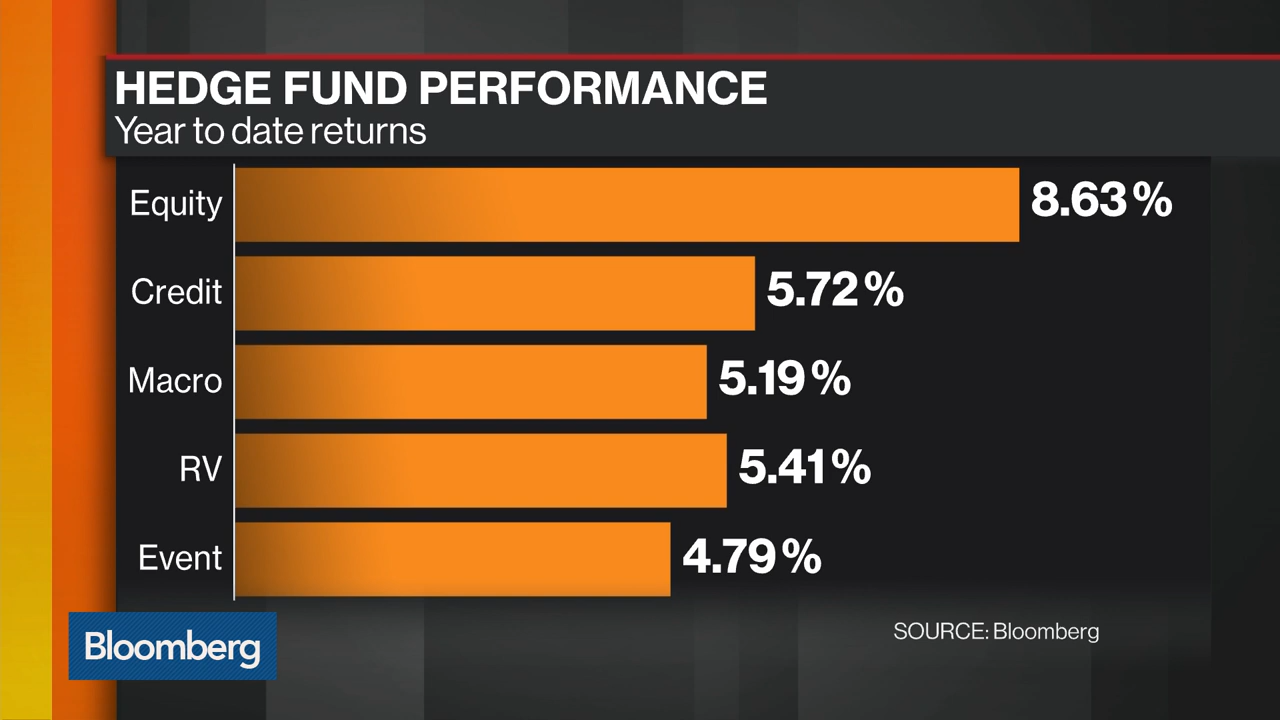 HEDGE FUND PERFORMANCE
Year to date returns
Equity 8.63%
Credit 5.72%
Macro 5.19%
RV 5.41%
Event 4.79%
Bloomberg
SOURCE: Bloomberg